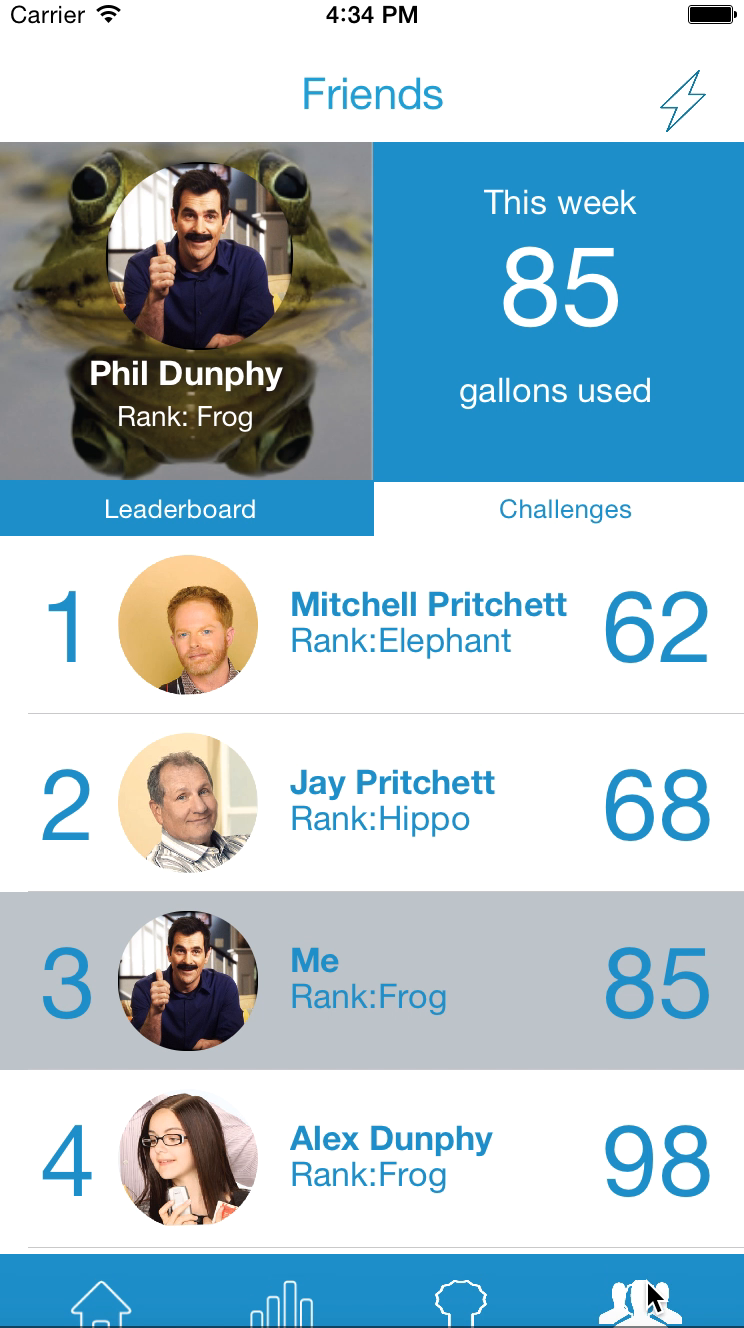 Carrier 4:34 PM
Friends
This week
85
gallons used
Phil Dunphy
Rank: Frog
Leaderboard
Challenges
1
Mitchell Pritchett
Rank:Elephant
62
2
Jay Pritchett
Rank:Hippo
68
3
Me
Rank:Frog
85
4
Alex Dunphy
Rank:Frog
98